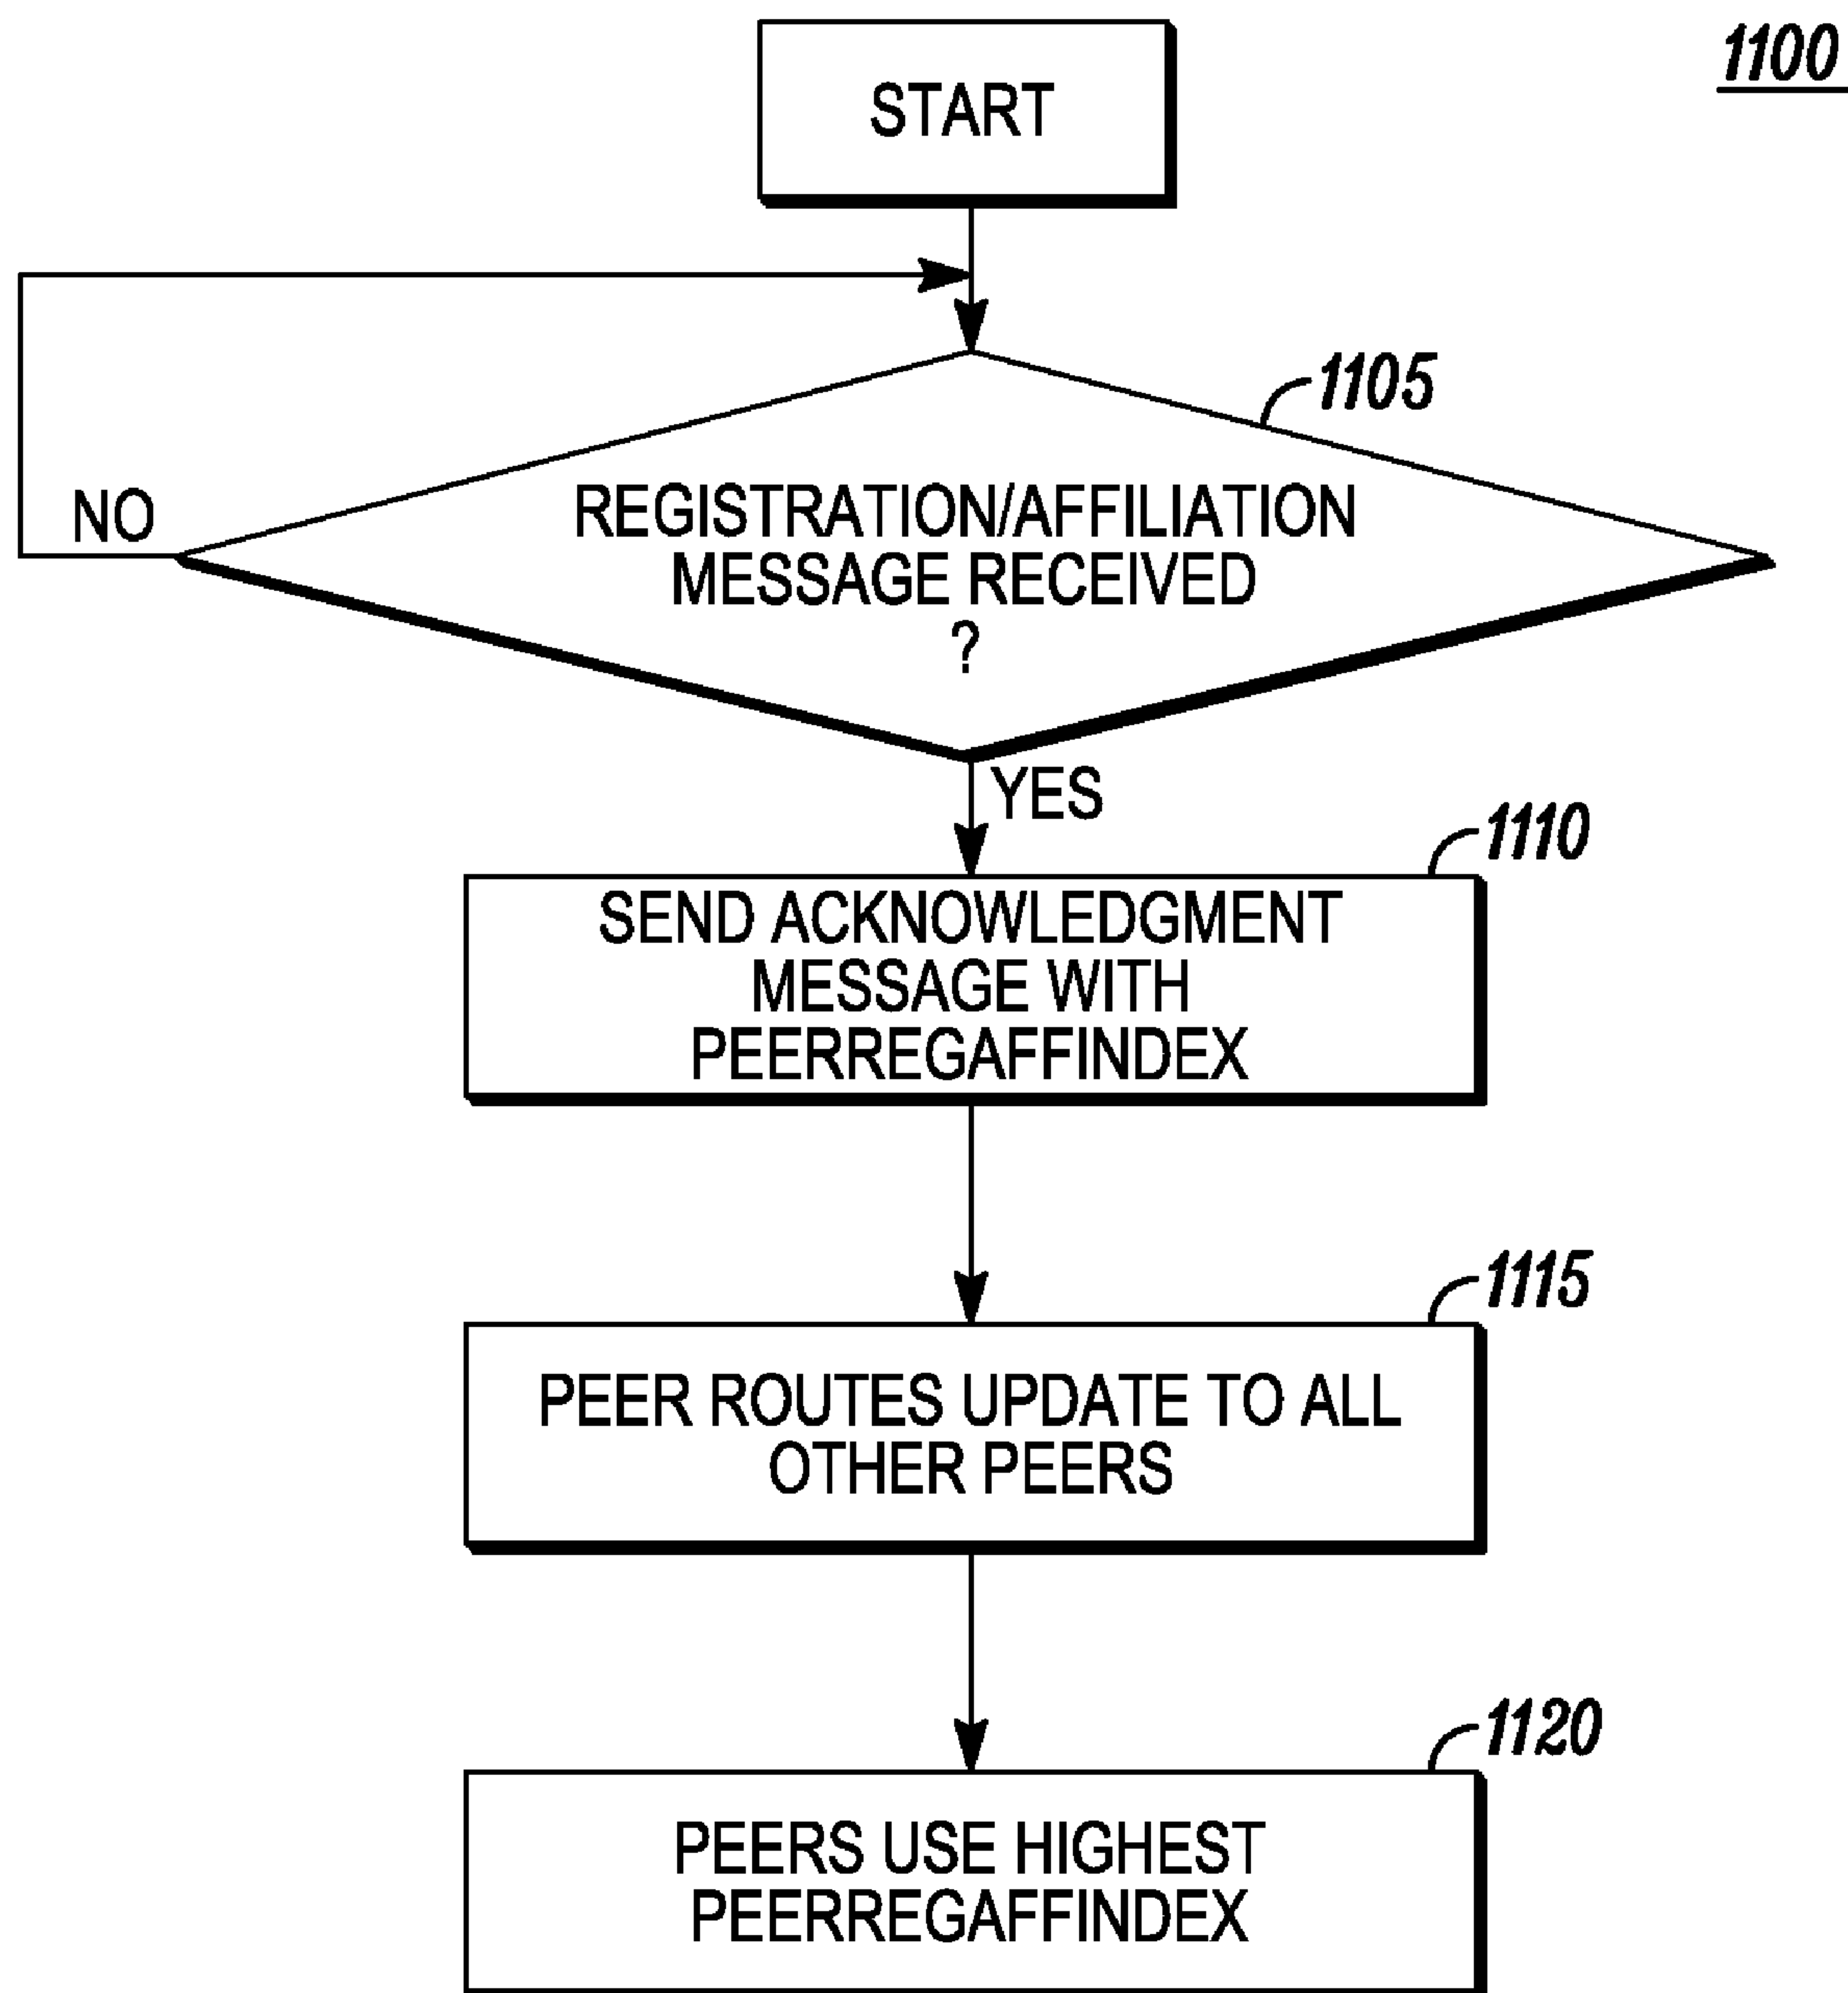 1100
START
1105
REGISTRATION/AFFILIATION
MESSAGE RECEIVED
?
NO
YES
1110
SEND ACKNOWLEDGMENT
MESSAGE WITH
PEERREGAFFINDEX
1115
PEER ROUTES UPDATE TO ALL
OTHER PEERS
1120
PEERS USE HIGHEST
PEERREGAFFINDEX